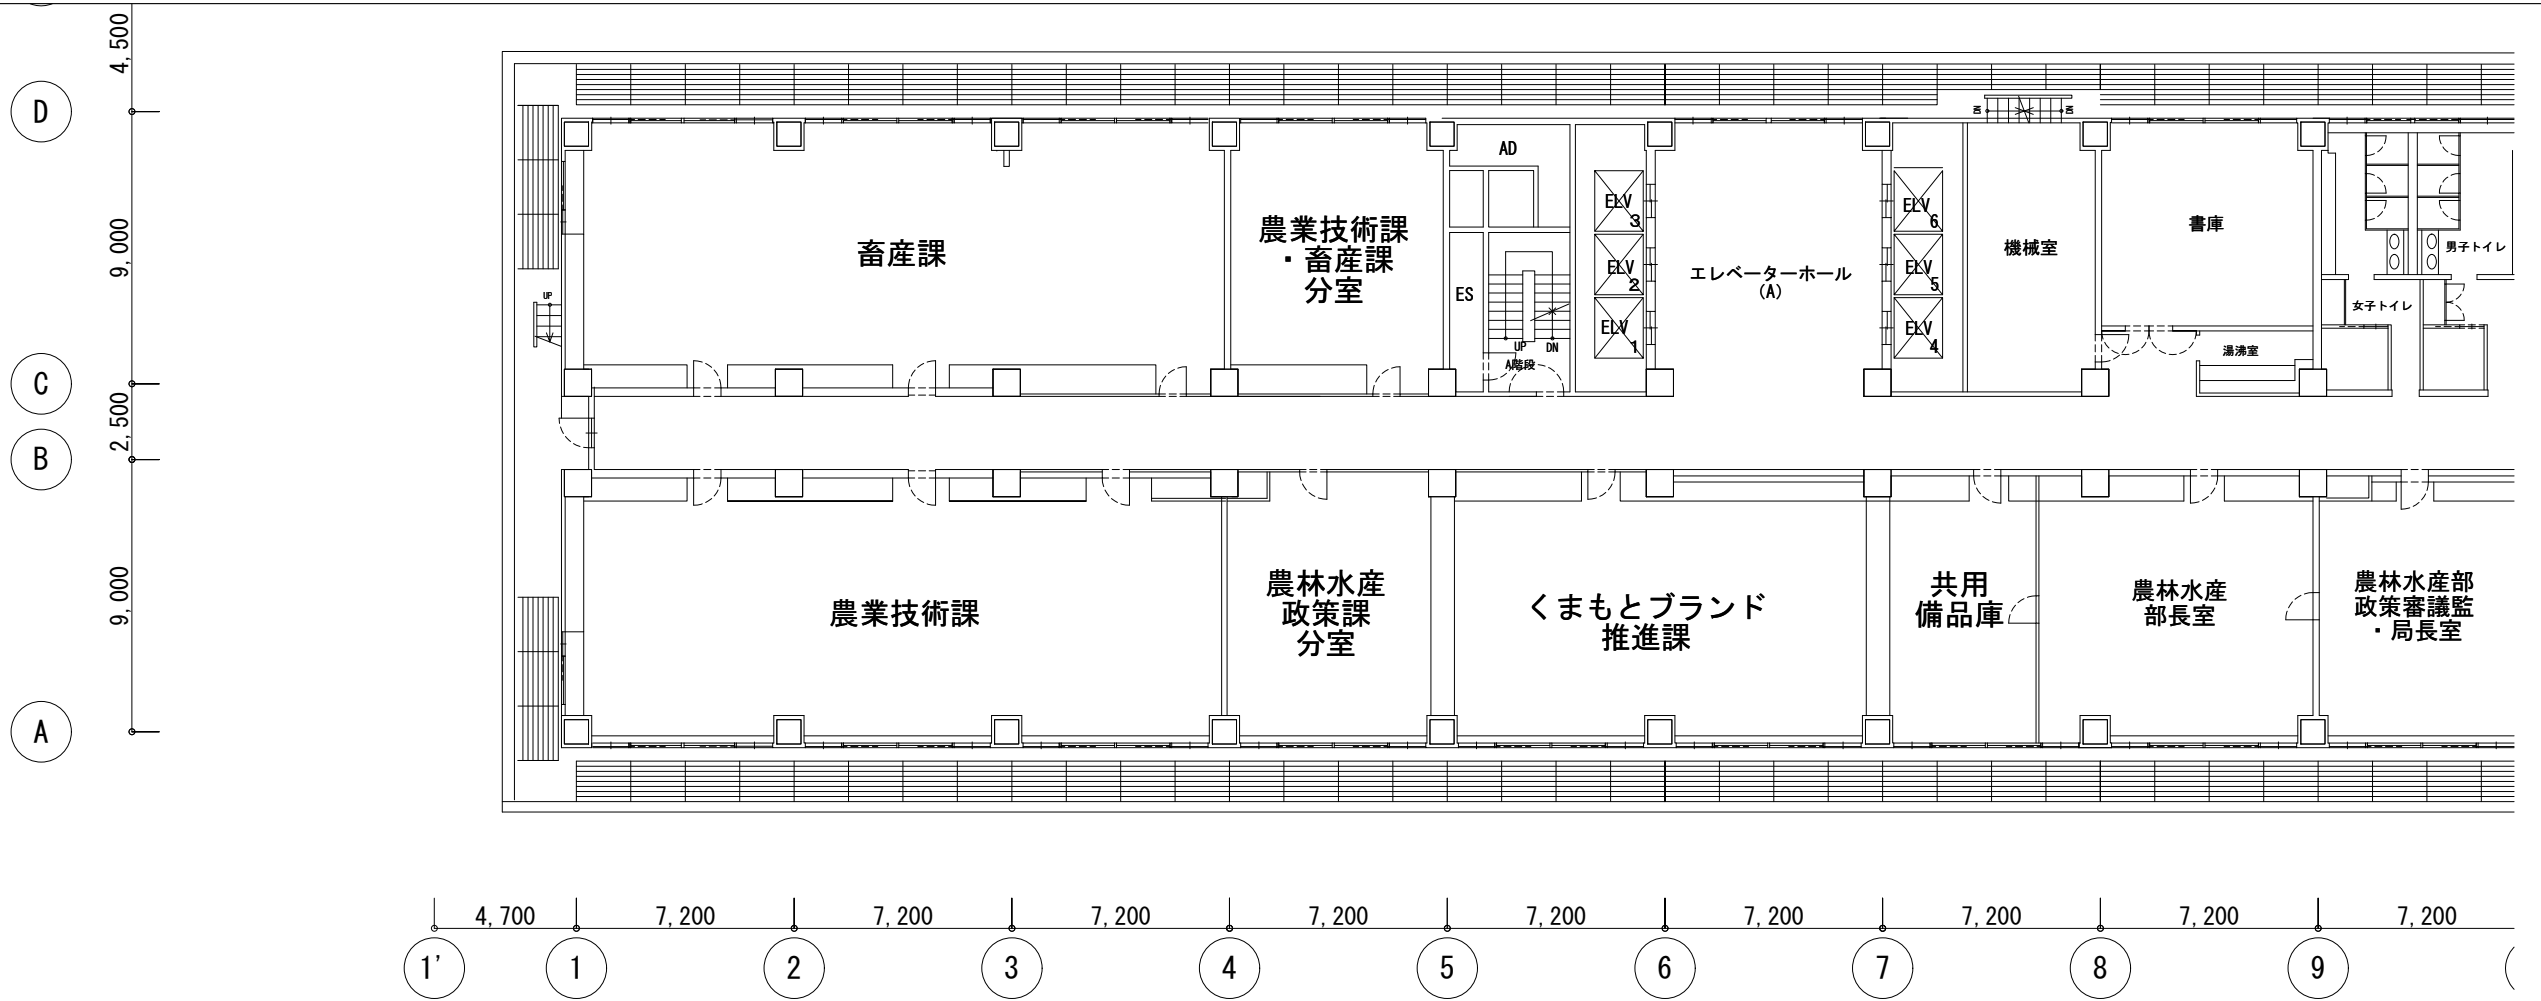 4,500
D
9,000
C
2,500
B
9,000
A
畜産課
農業技術課
・畜産課
分室
AD
ES
UP
UP
DN
A階段
ELV
3
ELV
2
ELV
1
エレベーターホール
(A)
ELV
6
ELV
5
ELV
4
機械室
DN
DN
書庫
湯沸室
男子トイレ
女子トイレ
農業技術課
農林水産
政策課
分室
くまもとブランド
推進課
共用
備品庫
農林水産
部長室
農林水産部
政策審議監
・局長室
4,700
7,200
7,200
7,200
7,200
7,200
7,200
7,200
7,200
7,200
1'
1
2
3
4
5
6
7
8
9